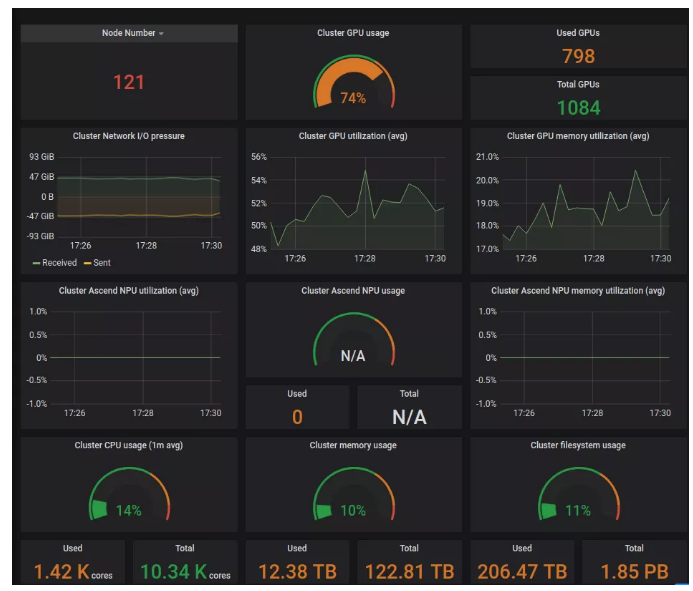 Node Number
Cluster GPU usage
Used GPUs
121
74%
798
Total GPUs
1084
Cluster Network I/O pressure
93 GiB
47 GiB
0 B
-47 GiB
-93 GiB
17:26 17:28 17:30
Received Sent
Cluster GPU utilization (avg)
56%
54%
52%
50%
48%
17:26 17:28 17:30
Cluster GPU memory utilization (avg)
21.0%
20.0%
19.0%
18.0%
17.0%
17:26 17:28 17:30
Cluster Ascend NPU utilization (avg)
1.0%
0.5%
0%
-0.5%
-1.0%
17:26 17:28 17:30
Cluster Ascend NPU usage
N/A
Used
0
Total
N/A
Cluster Ascend NPU memory utilization (avg)
1.0%
0.5%
0%
-0.5%
-1.0%
17:26 17:28 17:30
Cluster CPU usage (1m avg)
14%
Used
1.42 K cores
Total
10.34 K cores
Cluster memory usage
10%
Used
12.38 TB
Total
122.81 TB
Cluster filesystem usage
11%
Used
206.47 TB
Total
1.85 PB